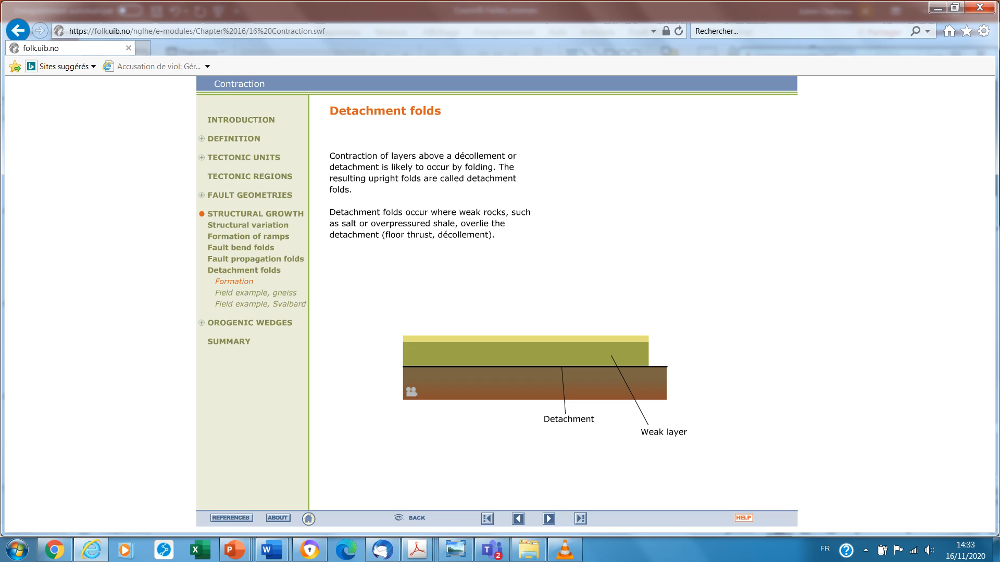 https://folk.uib.no/nglhe/e-modules/Chapter%2016/16%20Contraction.swf
Rechercher...
folk.uib.no
Sites suggérés
Accusation de viol: Gér...
Contraction
INTRODUCTION
DEFINITION
TECTONIC UNITS
TECTONIC REGIONS
FAULT GEOMETRIES
STRUCTURAL GROWTH
Structural variation
Formation of ramps
Fault bend folds
Fault propagation folds
Detachment folds
Formation
Field example, gneiss
Field example, Svalbard
OROGENIC WEDGES
SUMMARY
Detachment folds
Contraction of layers above a décollement or
detachment is likely to occur by folding. The
resulting upright folds are called detachment
folds.
Detachment folds occur where weak rocks, such
as salt or overpressured shale, overlie the
detachment (floor thrust, décollement).
Detachment
Weak layer
REFERENCES
ABOUT
BACK
HELP
FR
14:33
16/11/2020